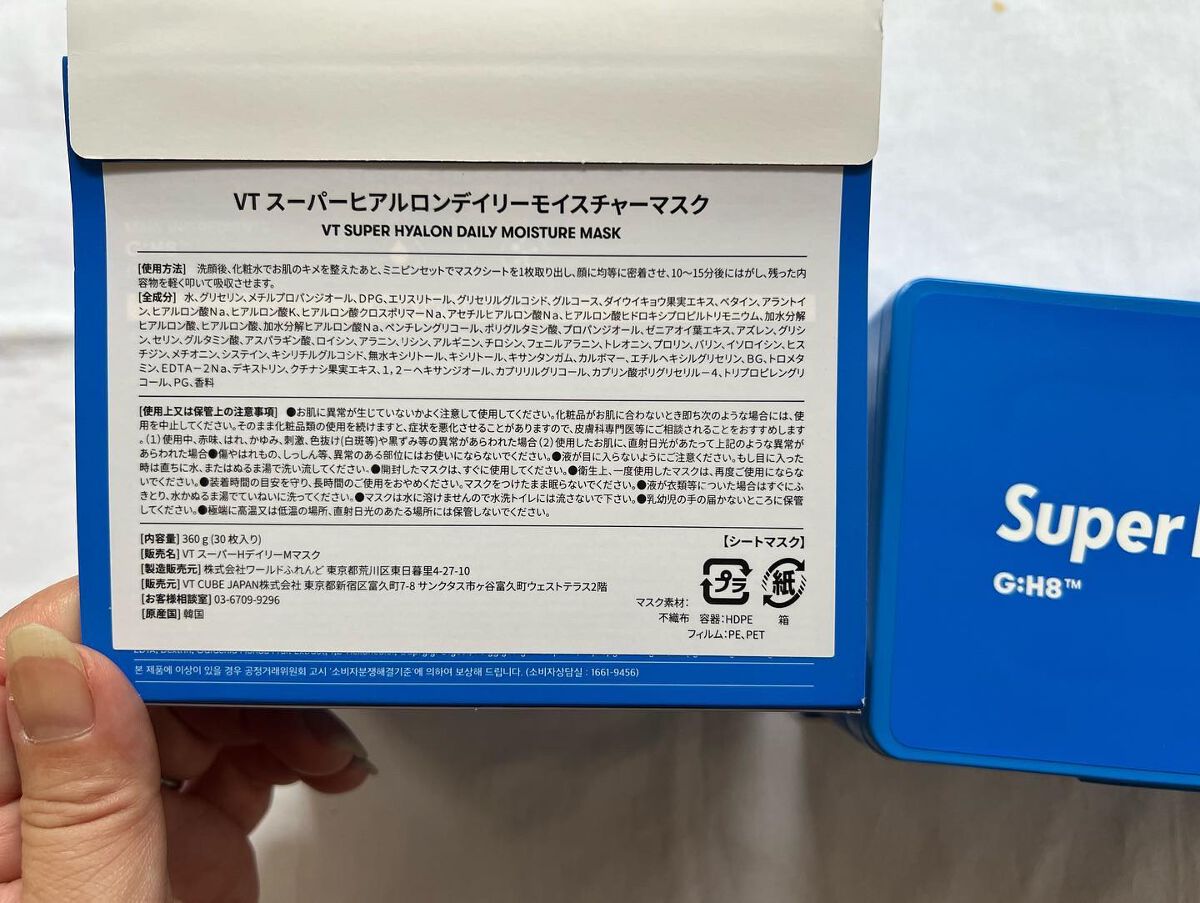 VT スーパーヒアルロンデイリーモイスチャーマスク
VT SUPER HYALON DAILY MOISTURE MASK
[使用方法] 洗顔後、化粧水でお肌のキメを整えたあと、ミニピンセットでマスクシートを1枚取り出し、顔に均等に密着させ、10～15分後にはがし、残った内
容物を軽く叩いて吸収させます。
[全成分] 水、グリセリン、メチルプロパンジオール、DPG、エリスリトール、グリセリルグルコシド、グルコース、ダイウイキョウ果実エキス、ベタイン、アラントイ
ン、ヒアルロン酸Na、ヒアルロン酸K、ヒアルロン酸クロスポリマーNa、アセチルヒアルロン酸Na、ヒアルロン酸ヒドロキシプロピルトリモニウム、加水分解
ヒアルロン酸、ヒアルロン酸、加水分解ヒアルロン酸Na、ペンチレングリコール、ポリグルタミン酸、プロパンジオール、ゼニアオイ葉エキス、アズレン、グリシ
ン、セリン、グルタミン酸、アスパラギン酸、ロイシン、アラニン、リシン、アルギニン、チロシン、フェニルアラニン、トレオニン、プロリン、バリン、イソロイシン、ヒス
チジン、メチオニン、システイン、キシリチルグルコシド、無水キシリトール、キシリトール、キサンタンガム、カルボマー、エチルヘキシルグリセリン、BG、トロメタ
ミン、EDTA－2Na、デキストリン、クチナシ果実エキス、1，2－ヘキサンジオール、カプリリルグリコール、カプリン酸ポリグリセリル－4、トリプロピレングリ
コール、PG、香料
[使用上又は保管上の注意事項] ●お肌に異常が生じていないかよく注意して使用してください。化粧品がお肌に合わないとき即ち次のような場合には、使
用を中止してください。そのまま化粧品類の使用を続けますと、症状を悪化させることがありますので、皮膚科専門医等にご相談されることをおすすめします
。(1)使用中、赤味、はれ、かゆみ、刺激、色抜け(白斑等)や黒ずみ等の異常があらわれた場合(2)使用したお肌に、直射日光があたって上記のような異常が
あらわれた場合●傷やはれもの、しっしん等、異常のある部位にはお使いにならないでください。●液が目に入らないようにご注意ください。もし目に入った
時は直ちに水、またはぬるま湯で洗い流してください。●開封したマスクは、すぐに使用してください。●衛生上、一度使用したマスクは、再度ご使用にならな
いでください。●装着時間の目安を守り、長時間のご使用をおやめください。マスクをつけたまま眠らないでください。●液が衣類等についた場合はすぐにふ
きとり、水かぬるま湯でていねいに洗ってください。●マスクは水に溶けませんので水洗トイレには流さないで下さい。●乳幼児の手の届かないところに保管
してください。●極端に高温又は低温の場所、直射日光のあたる場所には保管しないでください。
[内容量] 360 g (30 枚入り)
【シートマスク】
[販売名] VT スーパーHデイリーMマスク
[製造販売元] 株式会社ワールドふれんど 東京都荒川区東日暮里4-27-10
[販売元] VT CUBE JAPAN株式会社 東京都新宿区富久町7-8 サンクタス市ヶ谷富久町ウェストテラス2階
[お客様相談室] 03-6709-9296
[原産国] 韓国
プラ 紙
マスク素材:
不織布 容器:HDPE 箱
フィルム:PE、PET
본 제품에 이상이 있을 경우 공정거래위원회 고시 '소비자분쟁해결기준'에 의하여 보상해 드립니다. (소비자상담실 : 1661-9456)
Super
G:H8™